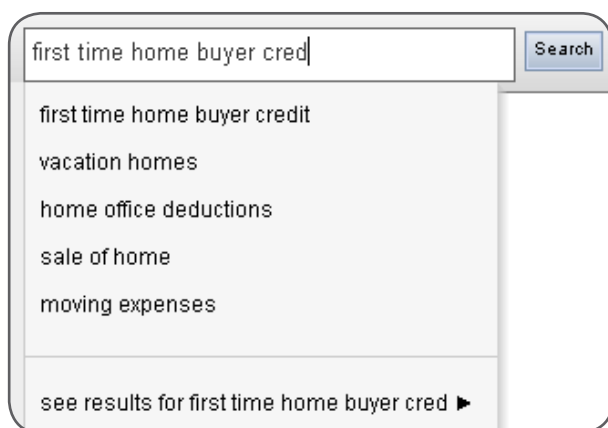 first time home buyer cred
Search
first time home buyer credit
vacation homes
home office deductions
sale of home
moving expenses
see results for first time home buyer cred ►